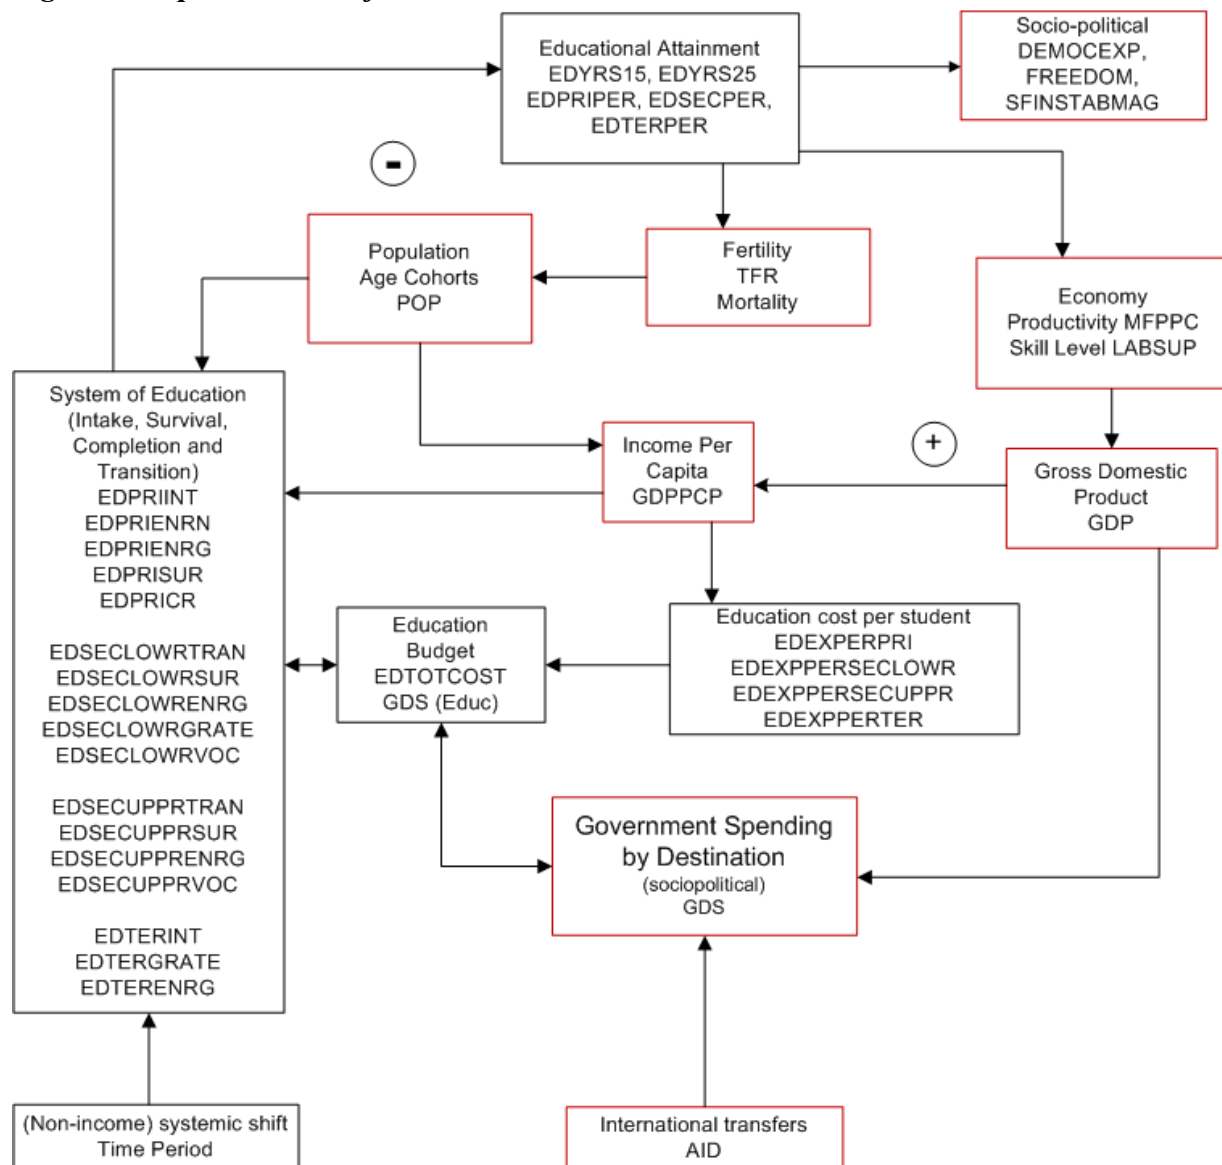 Educational Attainment
EDYRS15, EDYRS25
EDPRIPER, EDSECPER,
EDTERPER
Socio-political
DEMOCEXP,
FREEDOM,
SFINSTABMAG
-
Population
Age Cohorts
POP
Fertility
TFR
Mortality
Economy
Productivity MFPPC
Skill Level LABSUP
System of Education
(Intake, Survival,
Completion and
Transition)
EDPRIINT
EDPRIENRN
EDPRIENRG
EDPRISUR
EDPRICR
EDSECLOWRTRAN
EDSECLOWRSUR
EDSECLOWRENRG
EDSECLOWRGRATE
EDSECLOWRVOC
EDSECUPPRTRAN
EDSECUPPRSUR
EDSECUPPRENRG
EDSECUPPRVOC
EDTERINT
EDTERGRATE
EDTERENRG
Income Per
Capita
GDPPCP
+
Gross Domestic
Product
GDP
Education
Budget
EDTOTCOST
GDS (Educ)
Education cost per student
EDEXPERPRI
EDEXPPERSECLOWR
EDEXPPERSECUPPR
EDEXPPERTER
Government Spending
by Destination
(sociopolitical)
GDS
(Non-income) systemic shift
Time Period
International transfers
AID